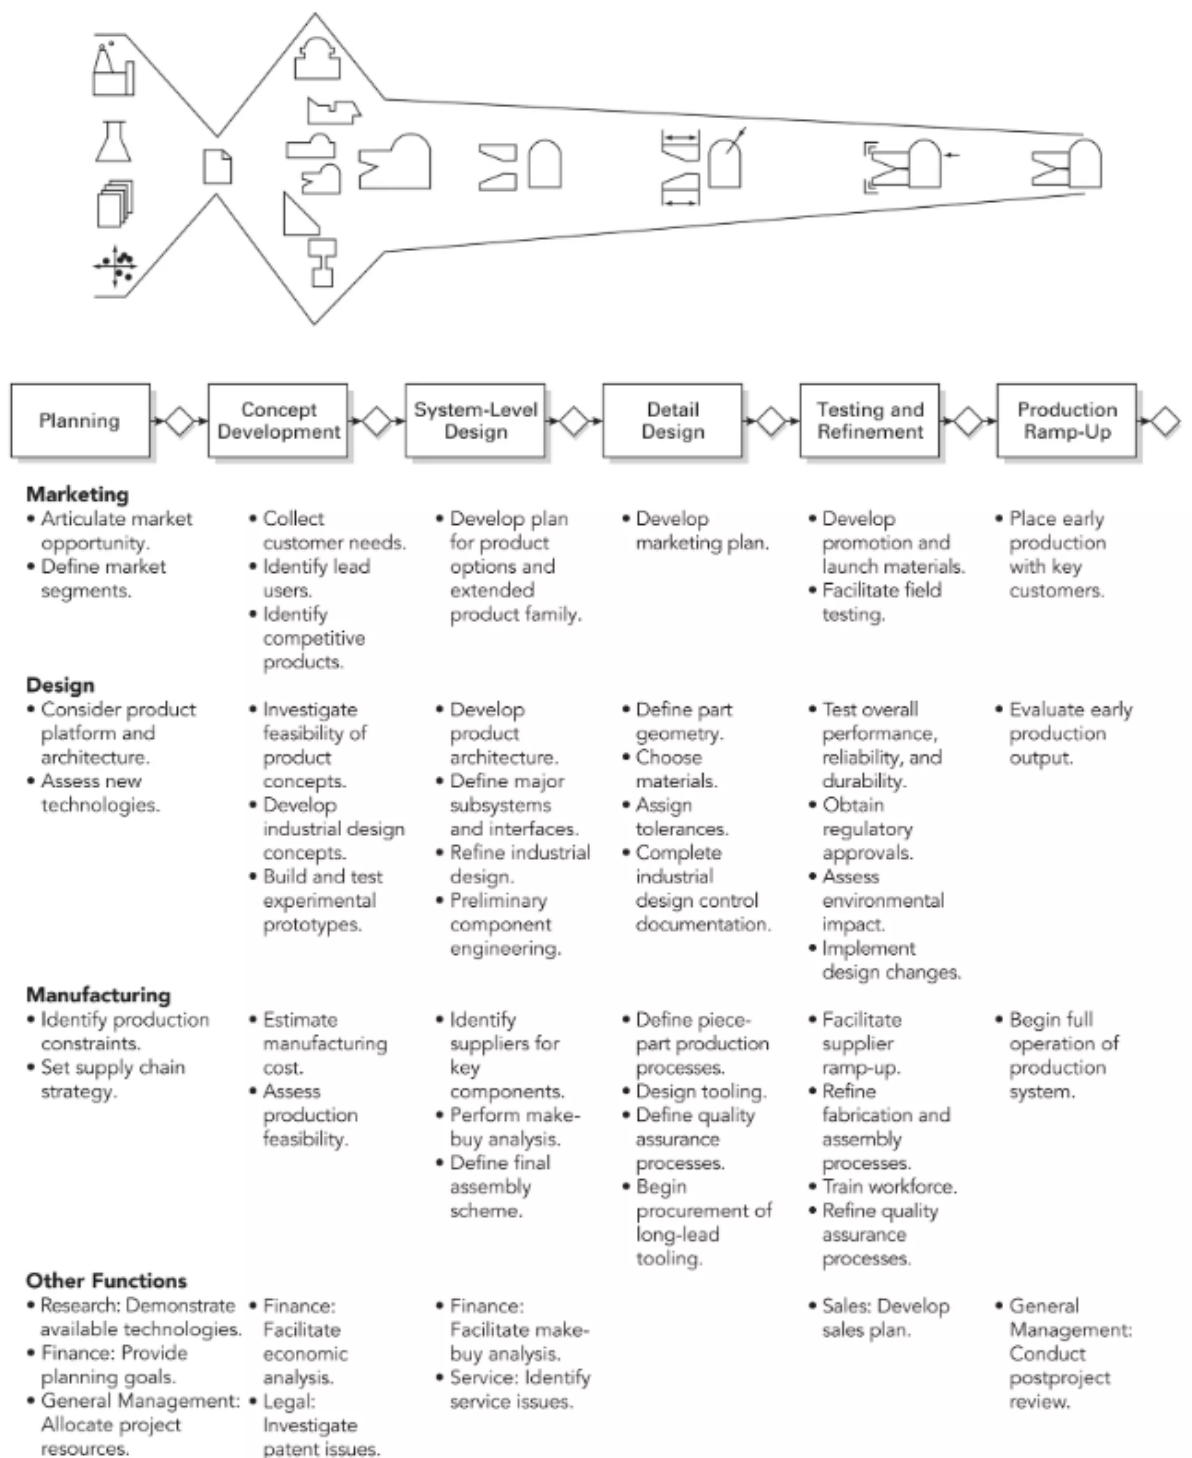 Planning
Concept
Development
System-Level
Design
Detail
Design
Testing and
Refinement
Production
Ramp-Up
Marketing
• Articulate market
opportunity.
• Define market
segments.
• Collect
customer needs.
• Identify lead
users.
• Identify
competitive
products.
• Develop plan
for product
options and
extended
product family.
• Develop
marketing plan.
• Develop
promotion and
launch materials.
• Facilitate field
testing.
• Place early
production
with key
customers.
Design
• Consider product
platform and
architecture.
• Assess new
technologies.
• Investigate
feasibility of
product
concepts.
• Develop
industrial design
concepts.
• Build and test
experimental
prototypes.
• Develop
product
architecture.
• Define major
subsystems
and interfaces.
• Refine industrial
design.
• Preliminary
component
engineering.
• Define part
geometry.
• Choose
materials.
• Assign
tolerances.
• Complete
industrial
design control
documentation.
• Test overall
performance,
reliability, and
durability.
• Obtain
regulatory
approvals.
• Assess
environmental
impact.
• Implement
design changes.
• Evaluate early
production
output.
Manufacturing
• Identify production
constraints.
• Set supply chain
strategy.
• Estimate
manufacturing
cost.
• Assess
production
feasibility.
• Identify
suppliers for
key
components.
• Perform make-
buy analysis.
• Define final
assembly
scheme.
• Define piece-
part production
processes.
• Design tooling.
• Define quality
assurance
processes.
• Begin
procurement of
long-lead
tooling.
• Facilitate
supplier
ramp-up.
• Refine
fabrication and
assembly
processes.
• Train workforce.
• Refine quality
assurance
processes.
• Begin full
operation of
production
system.
Other Functions
• Research: Demonstrate
available technologies.
• Finance: Provide
planning goals.
• General Management:
Allocate project
resources.
• Finance:
Facilitate
economic
analysis.
• Legal:
Investigate
patent issues.
• Finance:
Facilitate make-
buy analysis.
• Service: Identify
service issues.
• Sales: Develop
sales plan.
• General
Management:
Conduct
postproject
review.